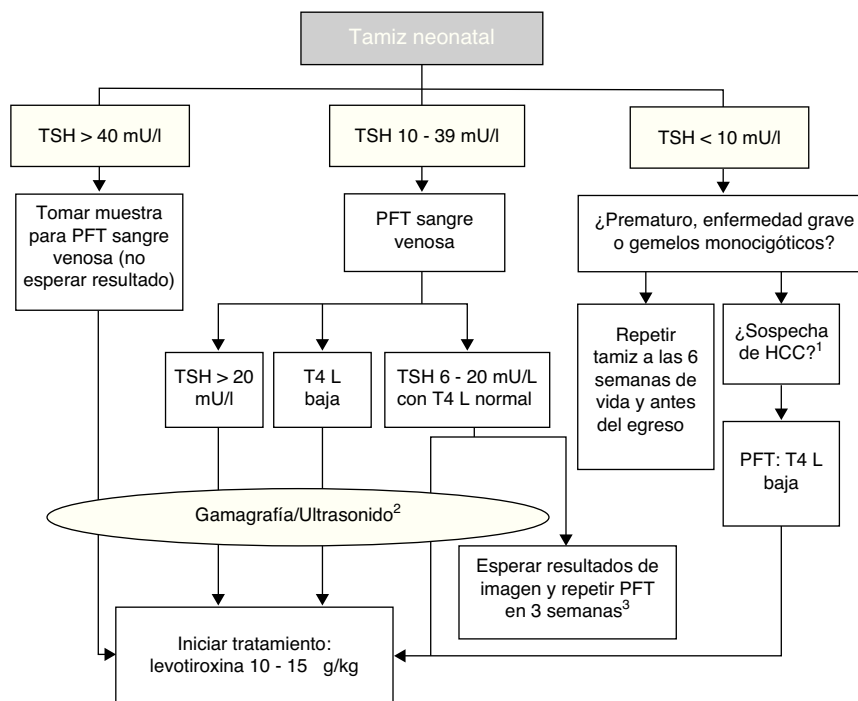 Tamiz neonatal
TSH > 40 mU/l
TSH 10 - 39 mU/l
TSH < 10 mU/l
Tomar muestra
para PFT sangre
venosa (no
esperar resultado)
PFT sangre
venosa
¿Prematuro, enfermedad grave
o gemelos monocigóticos?
TSH > 20
mU/l
T4 L
baja
TSH 6 - 20 mU/L
con T4 L normal
Repetir
tamiz a las 6
semanas de
vida y antes
del egreso
¿Sospecha
de HCC?1
PFT: T4 L
baja
Gamagrafía/Ultrasonido2
Esperar resultados de
imagen y repetir PFT
en 3 semanas3
Iniciar tratamiento:
levotiroxina 10 - 15 g/kg